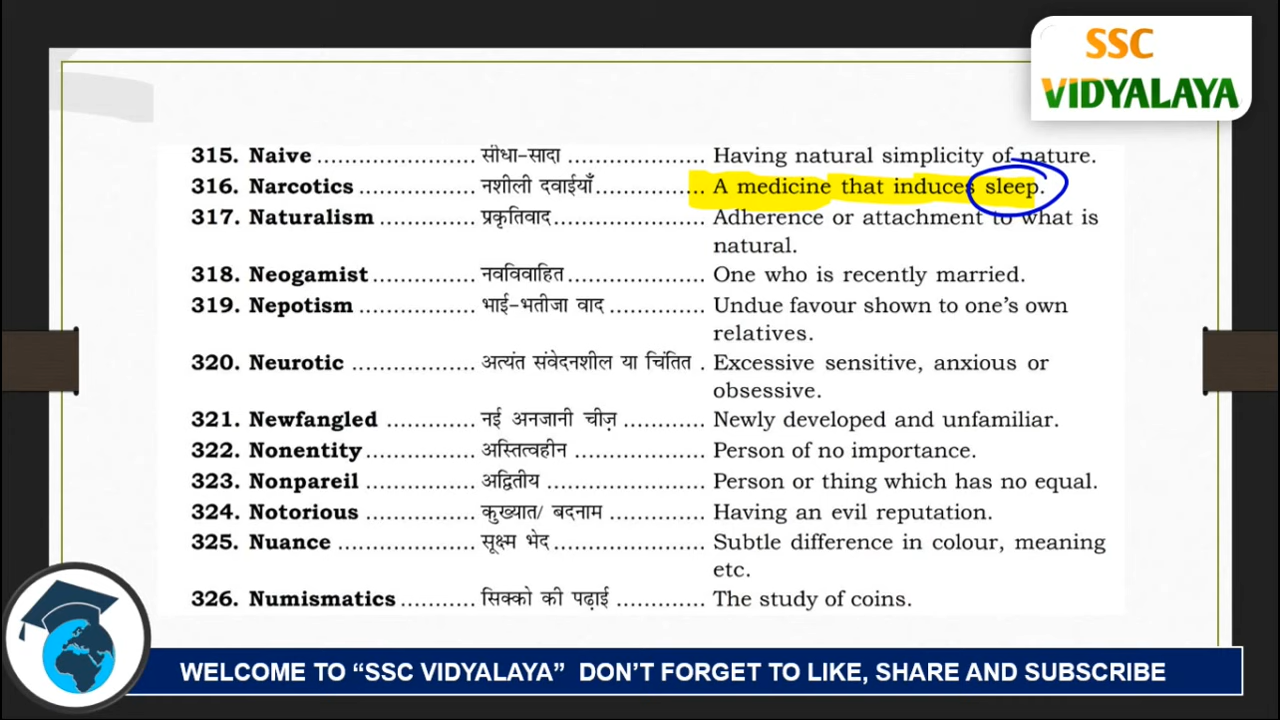 SSC
VIDYALAYA
315. Naive ........................ सीधा-सादा ..................... Having natural simplicity of nature.
316. Narcotics .................. नशीली दवाईयाँ................. A medicine that induces sleep.
317. Naturalism ............... प्रकृतिवाद ....................... Adherence or attachment to what is
natural.
318. Neogamist ................ नवविवाहित ..................... One who is recently married.
319. Nepotism .................. भाई-भतीजा वाद ............... Undue favour shown to one's own
relatives.
320. Neurotic ................... अत्यंत संवेदनशील या चिंतित . Excessive sensitive, anxious or
obsessive.
321. Newfangled .............. नई अनजानी चीज़ ............. Newly developed and unfamiliar.
322. Nonentity ................. अस्तित्वहीन .................... Person of no importance.
323. Nonpareil ................. अद्वितीय ........................ Person or thing which has no equal.
324. Notorious ................. कुख्यात/ बदनाम ............... Having an evil reputation.
325. Nuance ..................... सूक्ष्म भेद ....................... Subtle difference in colour, meaning
etc.
326. Numismatics ............ सिक्को की पढ़ाई .............. The study of coins.
WELCOME TO “SSC VIDYALAYA” DON'T FORGET TO LIKE, SHARE AND SUBSCRIBE